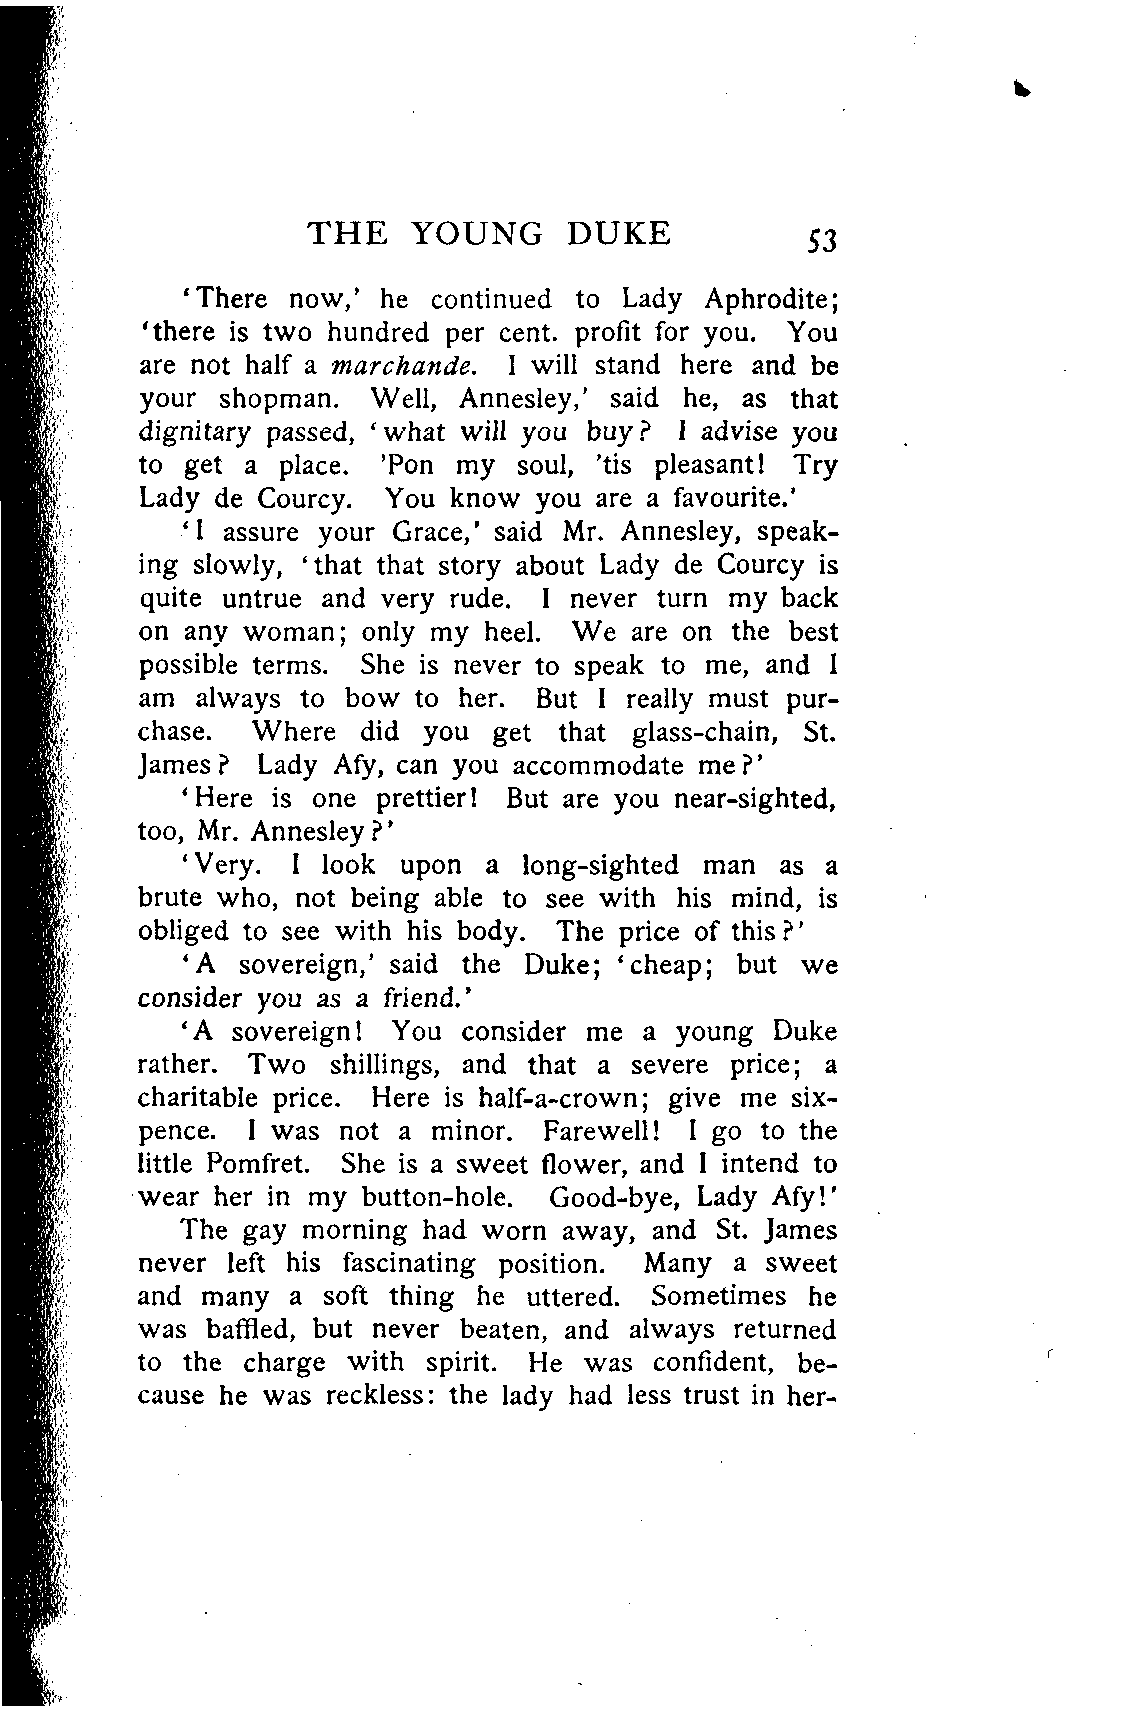 THE YOUNG DUKE 53
‘There now,’ he continued to Lady Aphrodite;
‘there is two hundred per cent. profit for you. You
are not half a marchande. I will stand here and be
your shopman. Well, Annesley,’ said he, as that
dignitary passed, ‘what will you buy? I advise you
to get a place. ’Pon my soul, ’tis pleasant! Try
Lady de Courcy. You know you are a favourite.’
‘I assure your Grace,’ said Mr. Annesley, speak-
ing slowly, ‘that that story about Lady de Courcy is
quite untrue and very rude. I never turn my back
on any woman; only my heel. We are on the best
possible terms. She is never to speak to me, and I
am always to bow to her. But I really must pur-
chase. Where did you get that glass-chain, St.
James? Lady Afy, can you accommodate me?’
‘Here is one prettier! But are you near-sighted,
too, Mr. Annesley?’
‘Very. I look upon a long-sighted man as a
brute who, not being able to see with his mind, is
obliged to see with his body. The price of this?’
‘A sovereign,’ said the Duke; ‘cheap; but we
consider you as a friend.’
‘A sovereign! You consider me a young Duke
rather. Two shillings, and that a severe price; a
charitable price. Here is half-a-crown; give me six-
pence. I was not a minor. Farewell! I go to the
little Pomfret. She is a sweet flower, and I intend to
wear her in my button-hole. Good-bye, Lady Afy!’
The gay morning had worn away, and St. James
never left his fascinating position. Many a sweet
and many a soft thing he uttered. Sometimes he
was baffled, but never beaten, and always returned
to the charge with spirit. He was confident, be-
cause he was reckless: the lady had less trust in her-